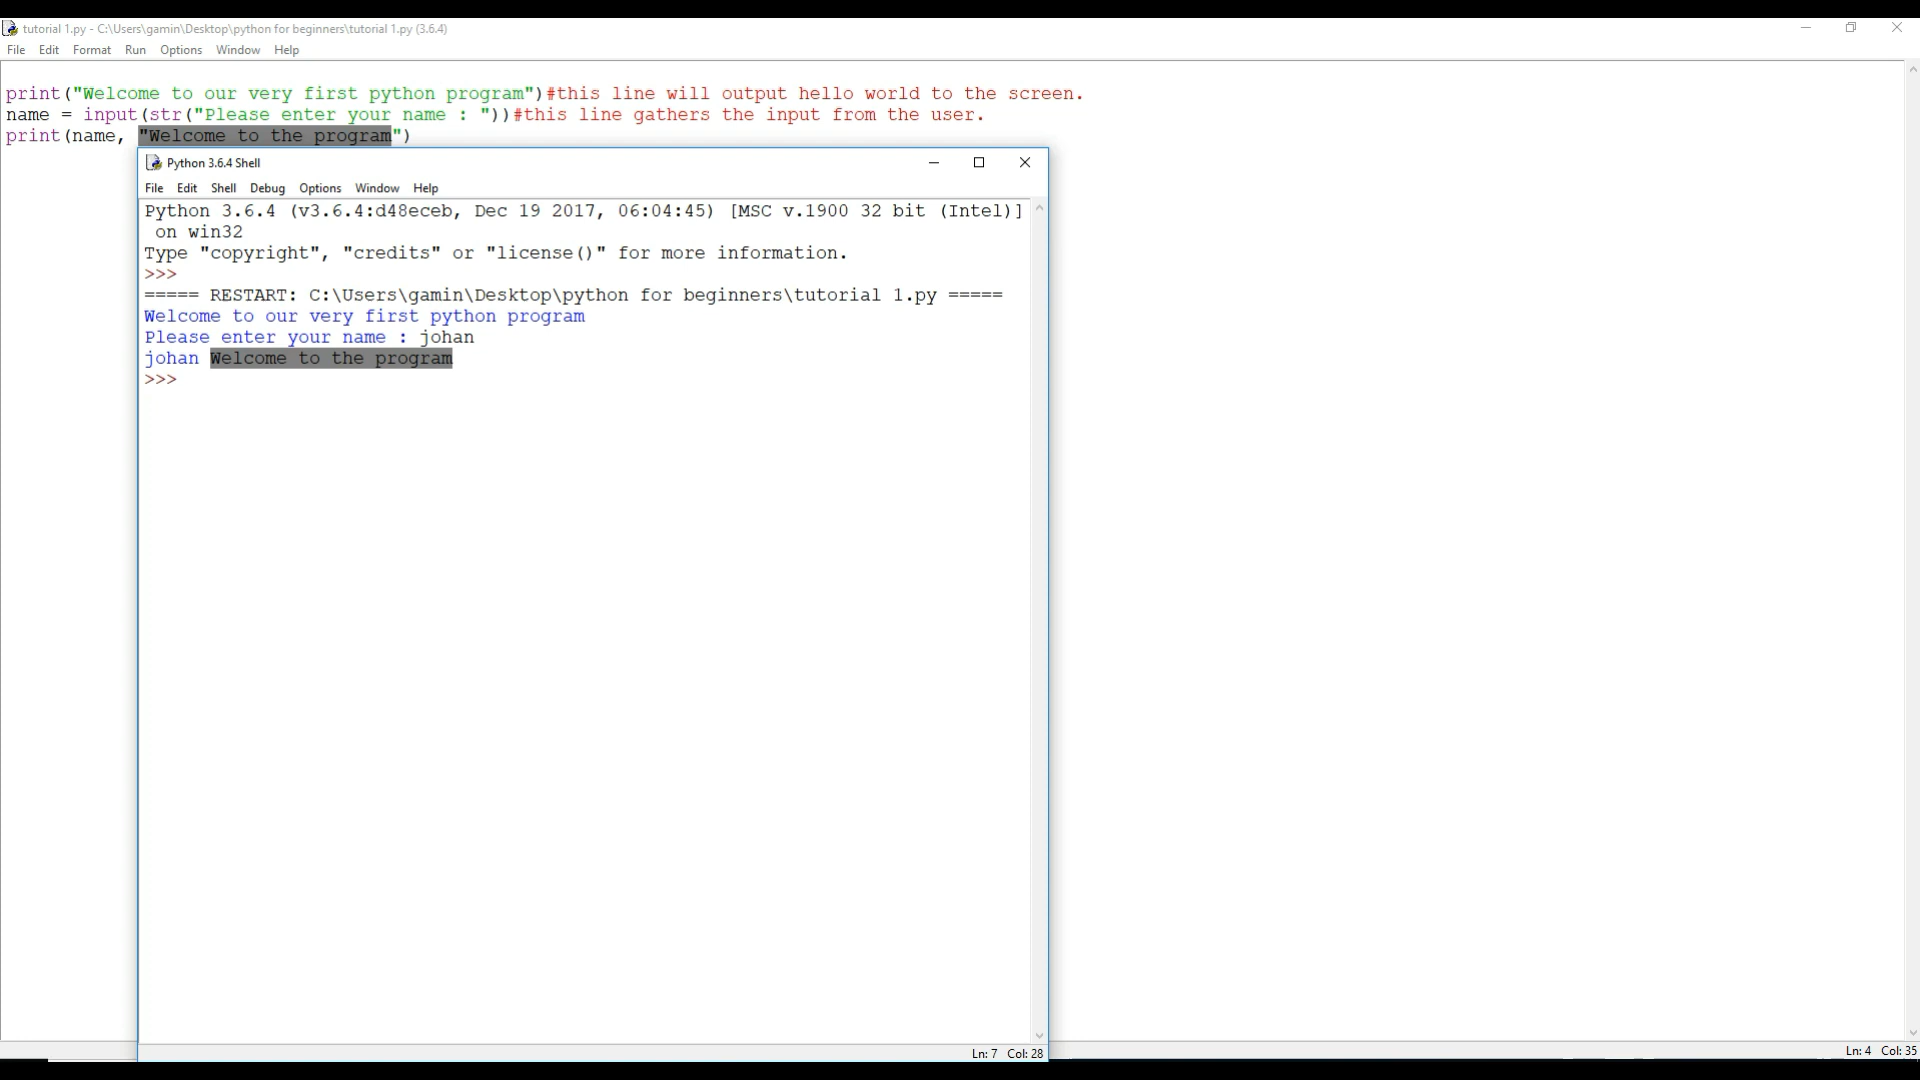 tutorial 1.py - C:\Users\gamin\Desktop\python for beginners\tutorial 1.py (3.6.4)
File Edit Format Run Options Window Help
print("Welcome to our very first python program")#this line will output hello world to the screen.
name = input(str("Please enter your name : "))#this line gathers the input from the user.
print(name, "Welcome to the program")
Python 3.6.4 Shell
File Edit Shell Debug Options Window Help
Python 3.6.4 (v3.6.4:d48eceb, Dec 19 2017, 06:04:45) [MSC v.1900 32 bit (Intel)]
on win32
Type "copyright", "credits" or "license()" for more information.
>>>
===== RESTART: C:\Users\gamin\Desktop\python for beginners\tutorial 1.py =====
Welcome to our very first python program
Please enter your name : johan
johan Welcome to the program
>>>
Ln: 7 Col: 28
Ln: 4 Col: 35